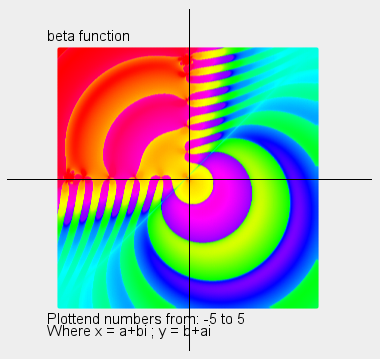 beta function
Plottend numbers from: -5 to 5
Where x = a+bi ; y = b+ai